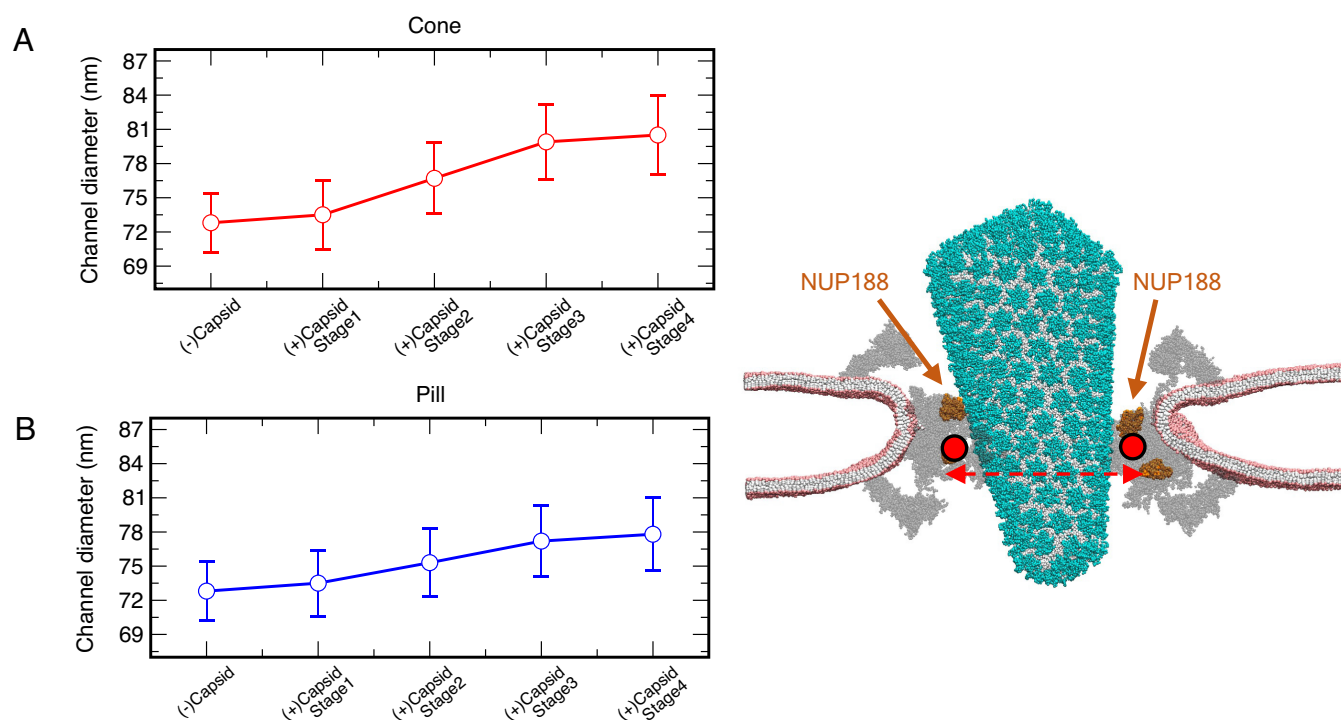 A
Cone
Channel diameter (nm)
87
84
81
78
75
72
69
(-)Capsid
(+)Capsid
Stage1
(+)Capsid
Stage2
(+)Capsid
Stage3
(+)Capsid
Stage4
B
Pill
Channel diameter (nm)
87
84
81
78
75
72
69
(-)Capsid
(+)Capsid
Stage1
(+)Capsid
Stage2
(+)Capsid
Stage3
(+)Capsid
Stage4
NUP188
NUP188